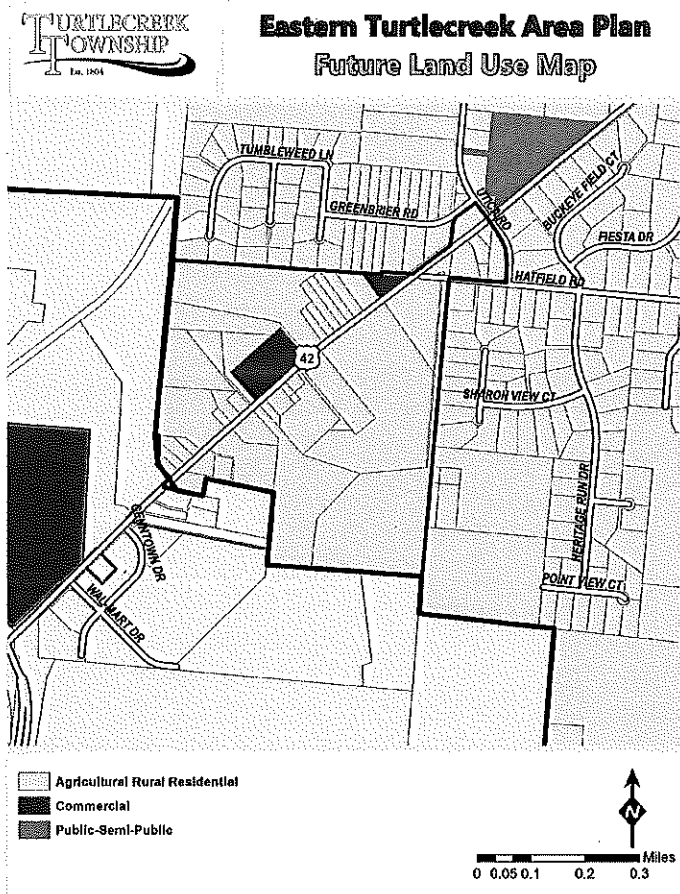 TURTLECREEK
TOWNSHIP
Est. 1804
Eastern Turtlecreek Area Plan
Future Land Use Map
TUMBLEWEED LN
GREENBRIER RD
UTICA RD
BUCKEYE FIELD CT
FIESTA DR
HATFIELD RD
42
SHARON VIEW CT
HERITAGE RUN DR
GENNTOWN DR
POINT VIEW CT
WAL-MART DR
Agricultural Rural Residential
Commercial
Public-Semi-Public
N
Miles
0 0.05 0.1 0.2 0.3